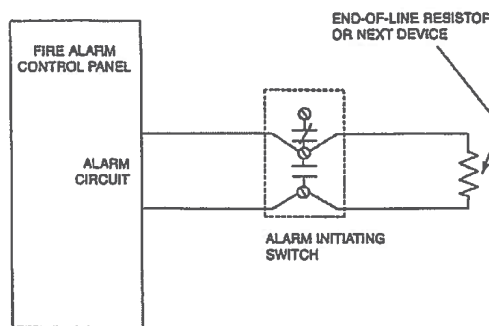 END-OF-LINE RESISTOR
OR NEXT DEVICE
FIRE ALARM
CONTROL PANEL
ALARM
CIRCUIT
ALARM INITIATING
SWITCH